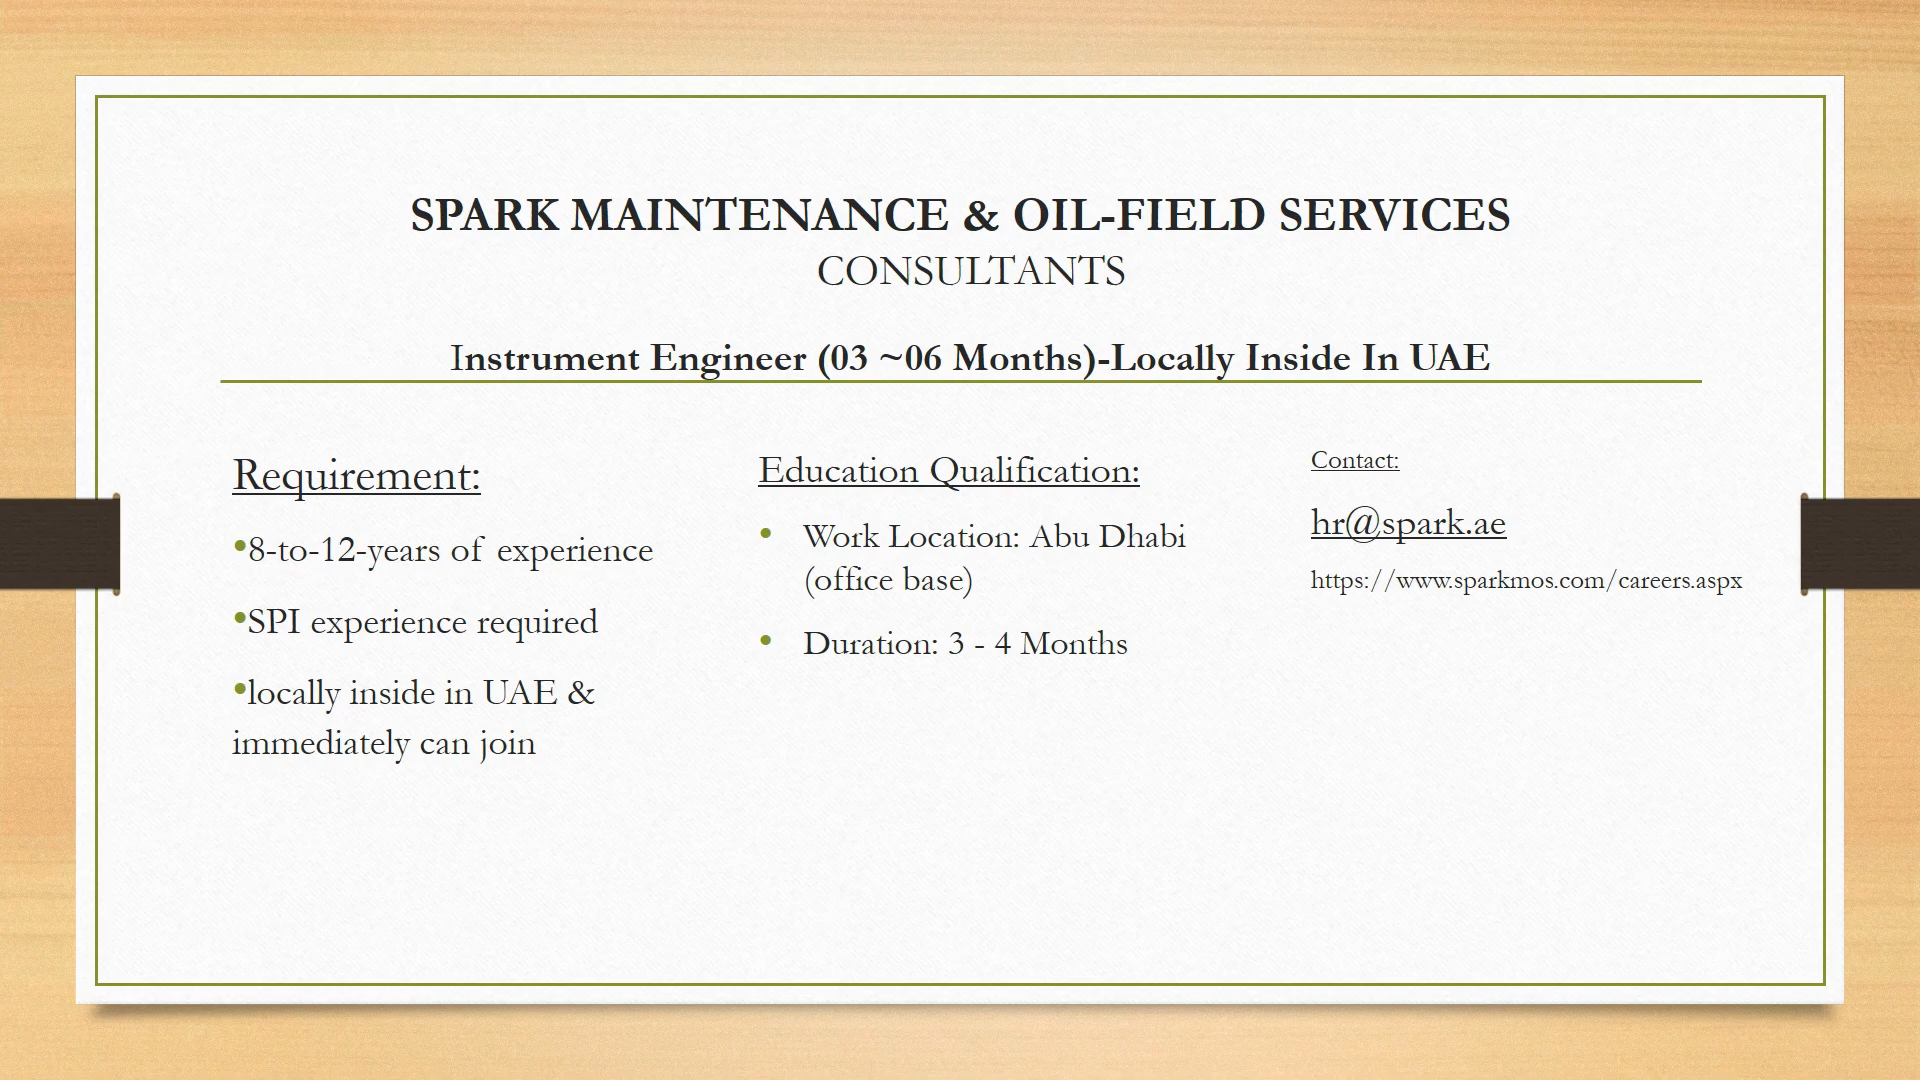 SPARK MAINTENANCE & OIL-FIELD SERVICES
CONSULTANTS
Instrument Engineer (03 ~06 Months)-Locally Inside In UAE
Requirement:
•8-to-12-years of experience
•SPI experience required
•locally inside in UAE &
immediately can join
Education Qualification:
• Work Location: Abu Dhabi
(office base)
• Duration: 3 - 4 Months
Contact:
hr@spark.ae
https://www.sparkmos.com/careers.aspx